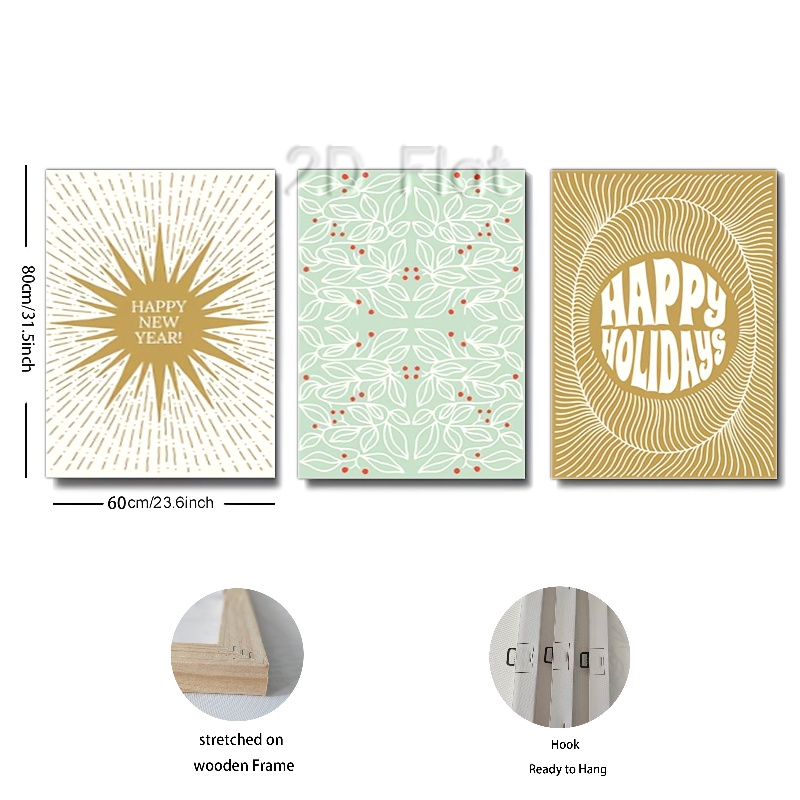 2D Flat
HAPPY
NEW
YEAR!
HAPPY
HOLIDAYS
80cm/31.5inch
60cm/23.6inch
stretched on
wooden Frame
Hook
Ready to Hang